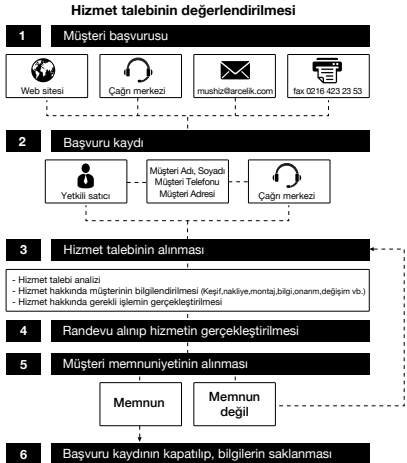 Hizmet talebinin değerlendirilmesi
1 Müşteri başvurusu
Web sitesi
Çağrı merkezi
mushiz@arcelik.com
fax 0216 423 23 53
2 Başvuru kaydı
Yetkili satıcı
Müşteri Adı, Soyadı
Müşteri Telefonu
Müşteri Adresi
Çağrı merkezi
3 Hizmet talebinin alınması
- Hizmet talebi analizi
- Hizmet hakkında müşterinin bilgilendirilmesi (Keşif,nakliye,montaj,bilgi,onarım,değişim vb.)
- Hizmet hakkında gerekli işlemin gerçekleştirilmesi
4 Randevu alınıp hizmetin gerçekleştirilmesi
5 Müşteri memnuniyetinin alınması
Memnun
Memnun
değil
6 Başvuru kaydının kapatılıp, bilgilerin saklanması